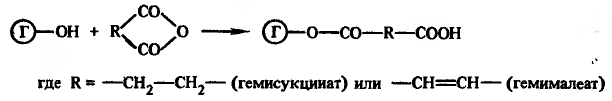 Г—OH + R CO CO O ⟶ Г—O—CO—R—COOH
где R = —CH₂—CH₂— (гемисукцинат) или —CH=CH— (гемималеат)